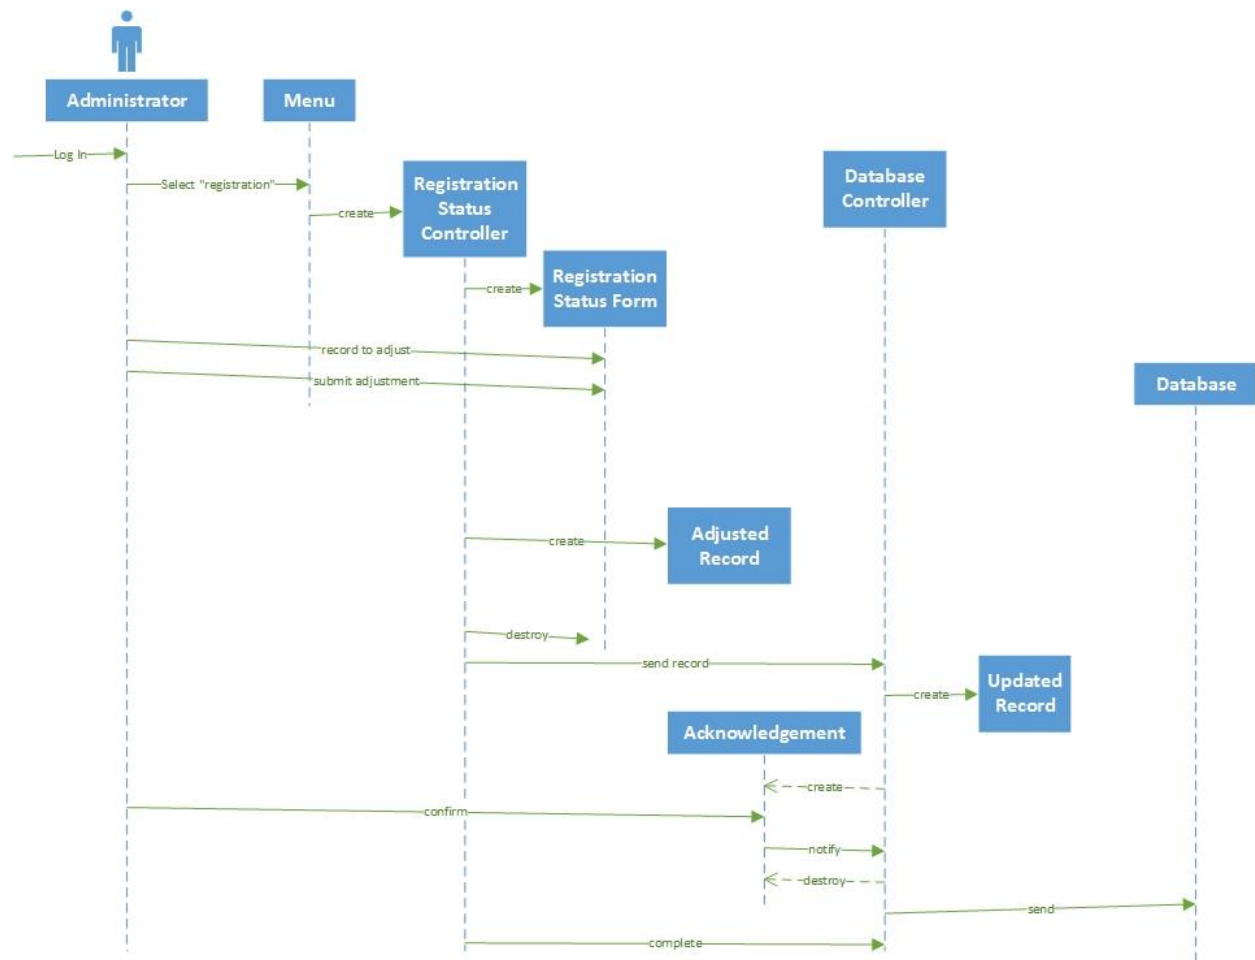 Administrator
Menu
Log In
Select "registration"
create
Registration
Status
Controller
Database
Controller
create
Registration
Status Form
record to adjust
submit adjustment
Database
create
Adjusted
Record
destroy
send record
create
Updated
Record
Acknowledgement
create
confirm
notify
destroy
send
complete